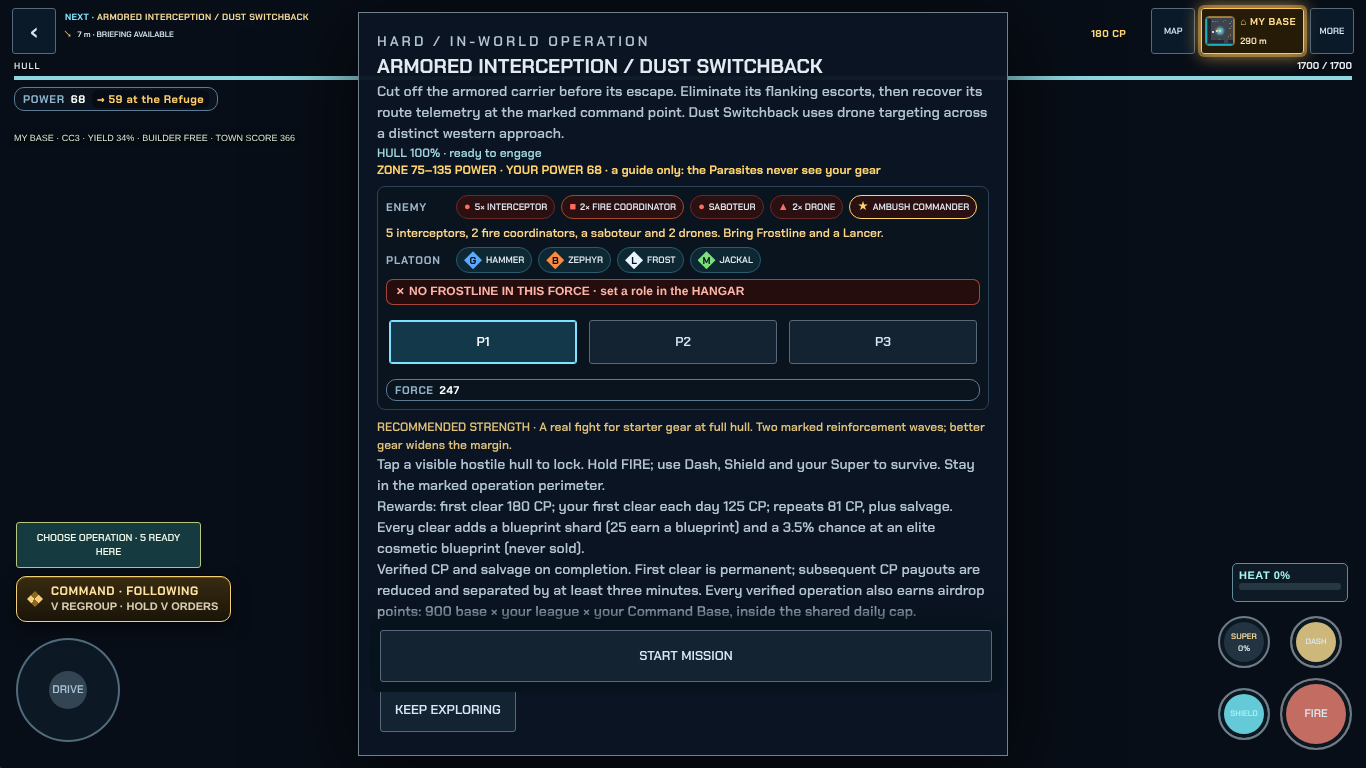 ‹
NEXT · ARMORED INTERCEPTION / DUST SWITCHBACK
↘ 7 m · BRIEFING AVAILABLE
180 CP
MAP
⌂ MY BASE
290 m
MORE
HULL
1700 / 1700
POWER 68 → 59 at the Refuge
MY BASE · CC3 · YIELD 34% · BUILDER FREE · TOWN SCORE 366
HARD / IN-WORLD OPERATION
ARMORED INTERCEPTION / DUST SWITCHBACK
Cut off the armored carrier before its escape. Eliminate its flanking escorts, then recover its
route telemetry at the marked command point. Dust Switchback uses drone targeting across
a distinct western approach.
HULL 100% · ready to engage
ZONE 75–135 POWER · YOUR POWER 68 · a guide only: the Parasites never see your gear
ENEMY
● 5× INTERCEPTOR
■ 2× FIRE COORDINATOR
● SABOTEUR
▲ 2× DRONE
★ AMBUSH COMMANDER
5 interceptors, 2 fire coordinators, a saboteur and 2 drones. Bring Frostline and a Lancer.
PLATOON
G HAMMER
B ZEPHYR
L FROST
M JACKAL
× NO FROSTLINE IN THIS FORCE · set a role in the HANGAR
P1
P2
P3
FORCE 247
RECOMMENDED STRENGTH · A real fight for starter gear at full hull. Two marked reinforcement waves; better
gear widens the margin.
Tap a visible hostile hull to lock. Hold FIRE; use Dash, Shield and your Super to survive. Stay
in the marked operation perimeter.
Rewards: first clear 180 CP; your first clear each day 125 CP; repeats 81 CP, plus salvage.
Every clear adds a blueprint shard (25 earn a blueprint) and a 3.5% chance at an elite
cosmetic blueprint (never sold).
Verified CP and salvage on completion. First clear is permanent; subsequent CP payouts are
reduced and separated by at least three minutes. Every verified operation also earns airdrop
points: 900 base × your league × your Command Base, inside the shared daily cap.
START MISSION
KEEP EXPLORING
CHOOSE OPERATION · 5 READY
HERE
COMMAND · FOLLOWING
V REGROUP · HOLD V ORDERS
DRIVE
HEAT 0%
SUPER
0%
DASH
SHIELD
FIRE